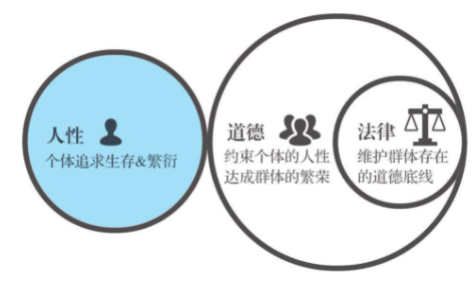 人性
个体追求生存&繁衍
道德
约束个体的人性
达成群体的繁荣
法律
维护群体存在
的道德底线